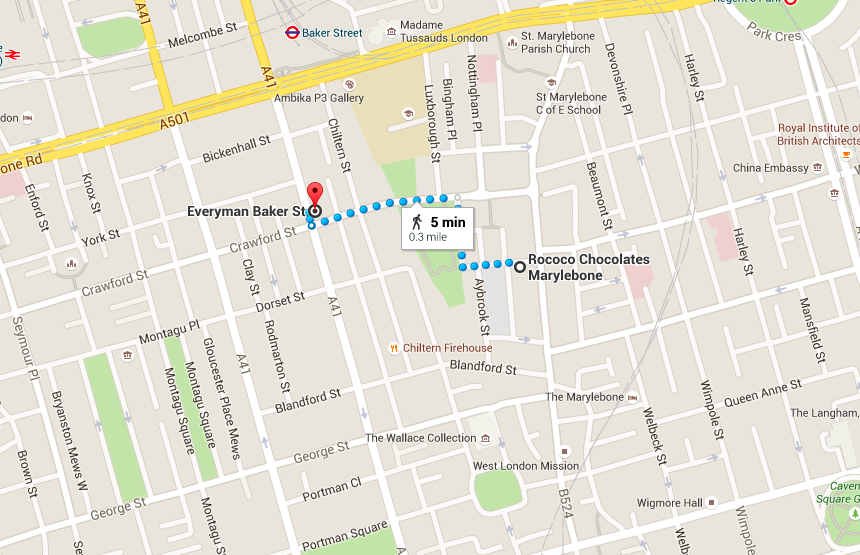 Regent's Park
Melcombe St
A41
A41
Baker Street
Madame
Tussauds London
St. Marylebone
Parish Church
Park Cres
Devonshire Pl
Harley St
Nottingham Pl
Bingham Pl
Luxborough St
Ambika P3 Gallery
St Marylebone
C of E School
A501
Chiltern St
Bickenhall St
Royal Institute of
British Architects
China Embassy
Beaumont St
Enford St
Knox St
Everyman Baker St
5 min
0.3 mile
York St
Crawford St
Harley St
Rococo Chocolates
Marylebone
Crawford St
Clay St
Aybrook St
Dorset St
A41
Mansfield St
Montagu Pl
Rodmarton St
Seymour Pl
Chiltern Firehouse
Gloucester Place Mews
A41
Blandford St
Montagu Square
Montagu Square
Bryanston Mews W
Blandford St
Queen Anne St
Wimpole St
The Marylebone
Welbeck St
The Langham,
The Wallace Collection
George St
West London Mission
Brown St
Portman Cl
B524
Wigmore Hall
George St
Square G
Portman Square